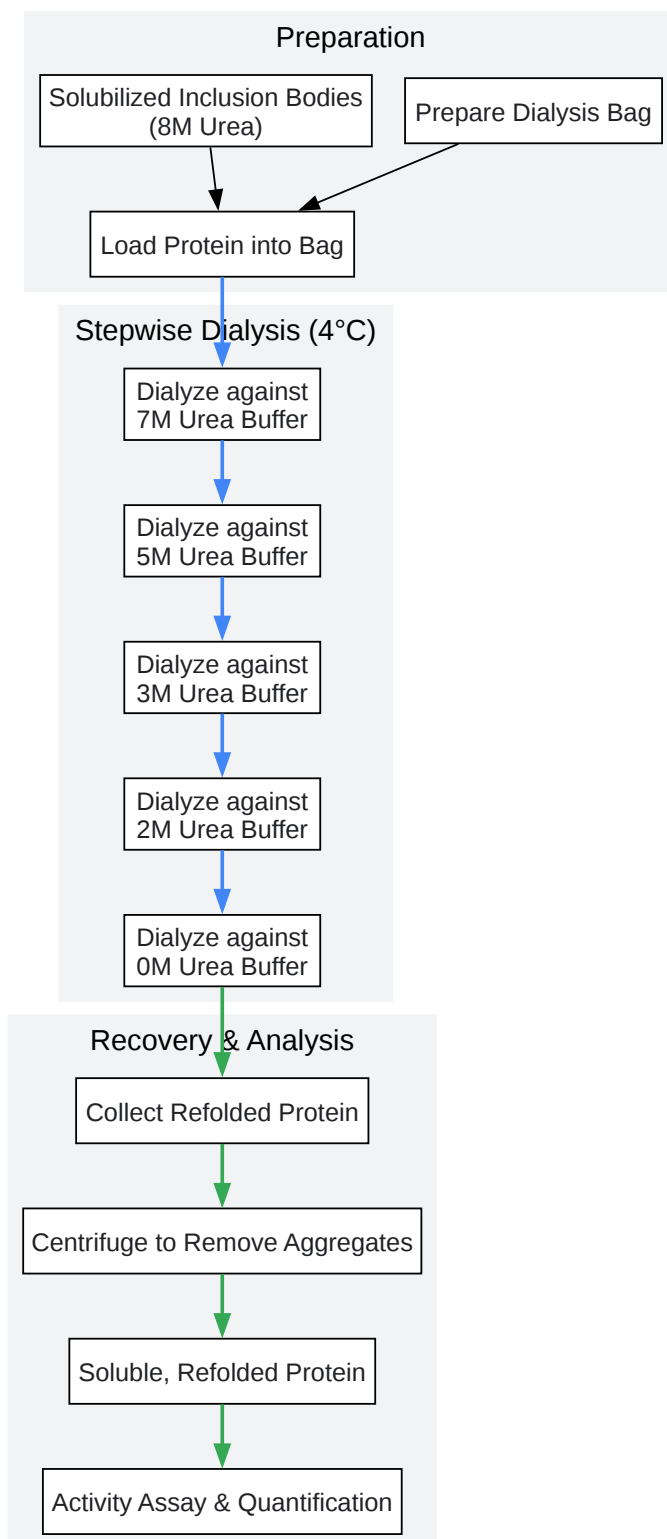 Preparation
Solubilized Inclusion Bodies
(8M Urea)
Prepare Dialysis Bag
Load Protein into Bag
Stepwise Dialysis (4°C)
Dialyze against
7M Urea Buffer
Dialyze against
5M Urea Buffer
Dialyze against
3M Urea Buffer
Dialyze against
2M Urea Buffer
Dialyze against
0M Urea Buffer
Recovery & Analysis
Collect Refolded Protein
Centrifuge to Remove Aggregates
Soluble, Refolded Protein
Activity Assay & Quantification